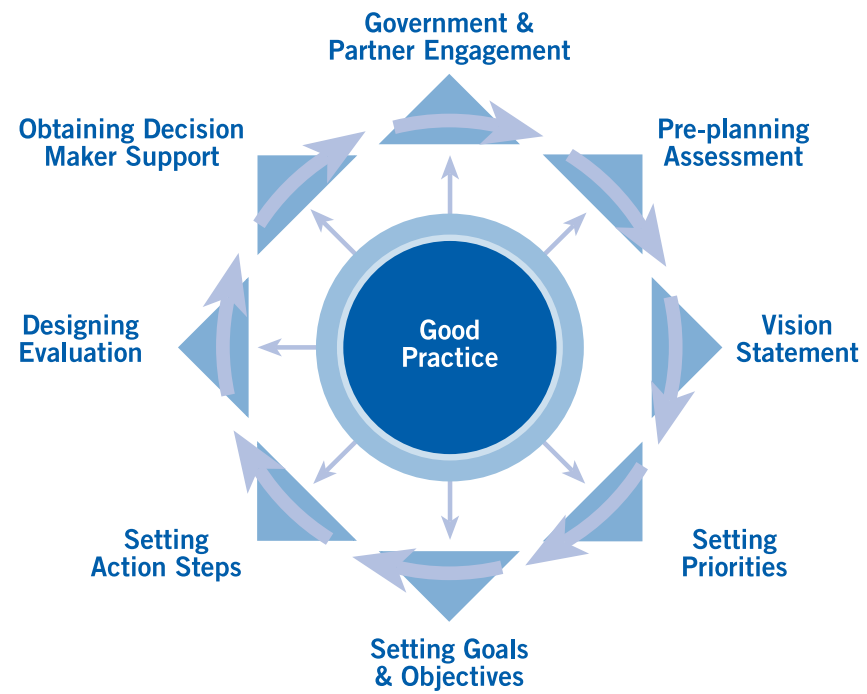 Government &
Partner Engagement
Pre-planning
Assessment
Vision
Statement
Setting
Priorities
Setting Goals
& Objectives
Setting
Action Steps
Designing
Evaluation
Obtaining Decision
Maker Support
Good
Practice